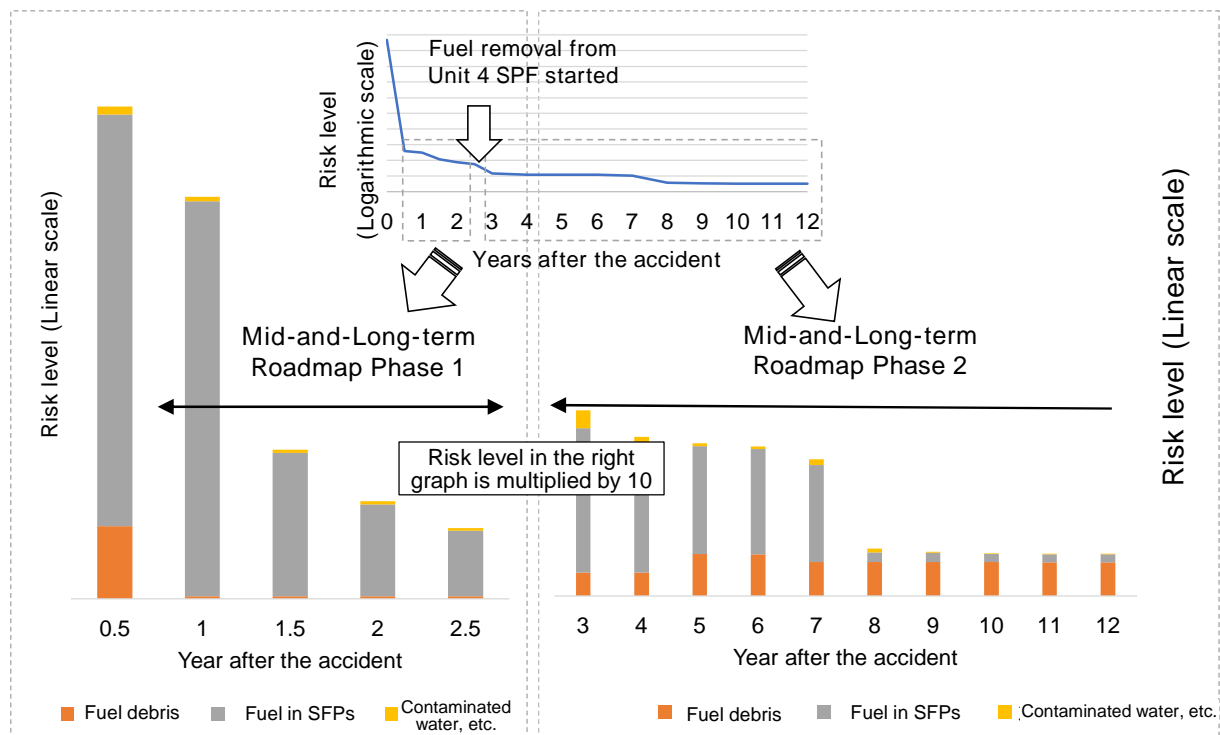 Fuel removal from
Unit 4 SPF started
Risk level
(Logarithmic scale)
0 1 2 3 4 5 6 7 8 9 10 11 12
Years after the accident
Mid-and-Long-term
Roadmap Phase 1
Mid-and-Long-term
Roadmap Phase 2
Risk level (Linear scale)
Risk level (Linear scale)
Risk level in the right
graph is multiplied by 10
0.5 1 1.5 2 2.5
Year after the accident
3 4 5 6 7 8 9 10 11 12
Year after the accident
Fuel debris
Fuel in SFPs
Contaminated
water, etc.
Fuel debris
Fuel in SFPs
Contaminated water, etc.